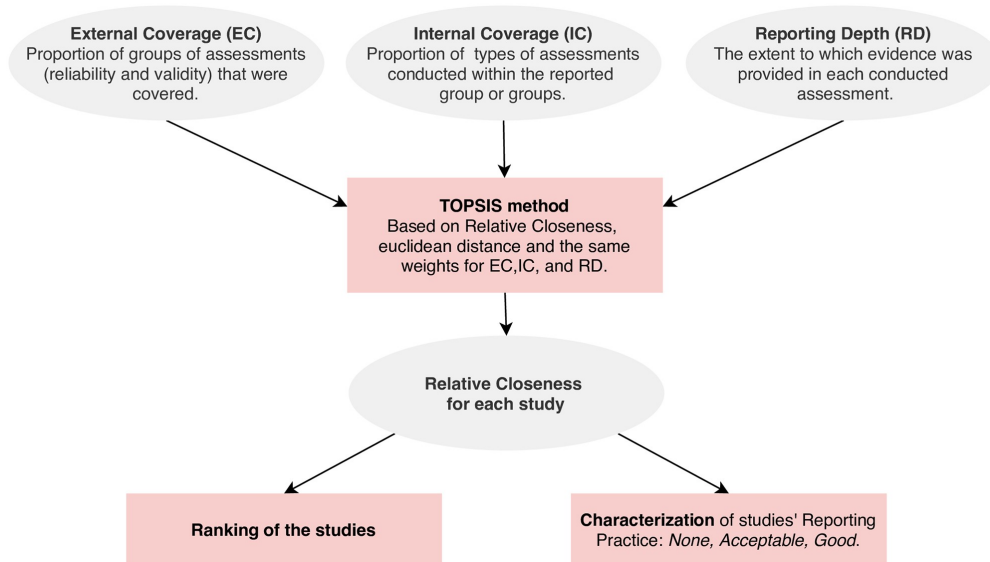 External Coverage (EC)
Proportion of groups of assessments
(reliability and validity) that were
covered.
Internal Coverage (IC)
Proportion of types of assessments
conducted within the reported
group or groups.
Reporting Depth (RD)
The extent to which evidence was
provided in each conducted
assessment.
TOPSIS method
Based on Relative Closeness,
euclidean distance and the same
weights for EC,IC, and RD.
Relative Closeness
for each study
Ranking of the studies
Characterization of studies' Reporting
Practice: None, Acceptable, Good.